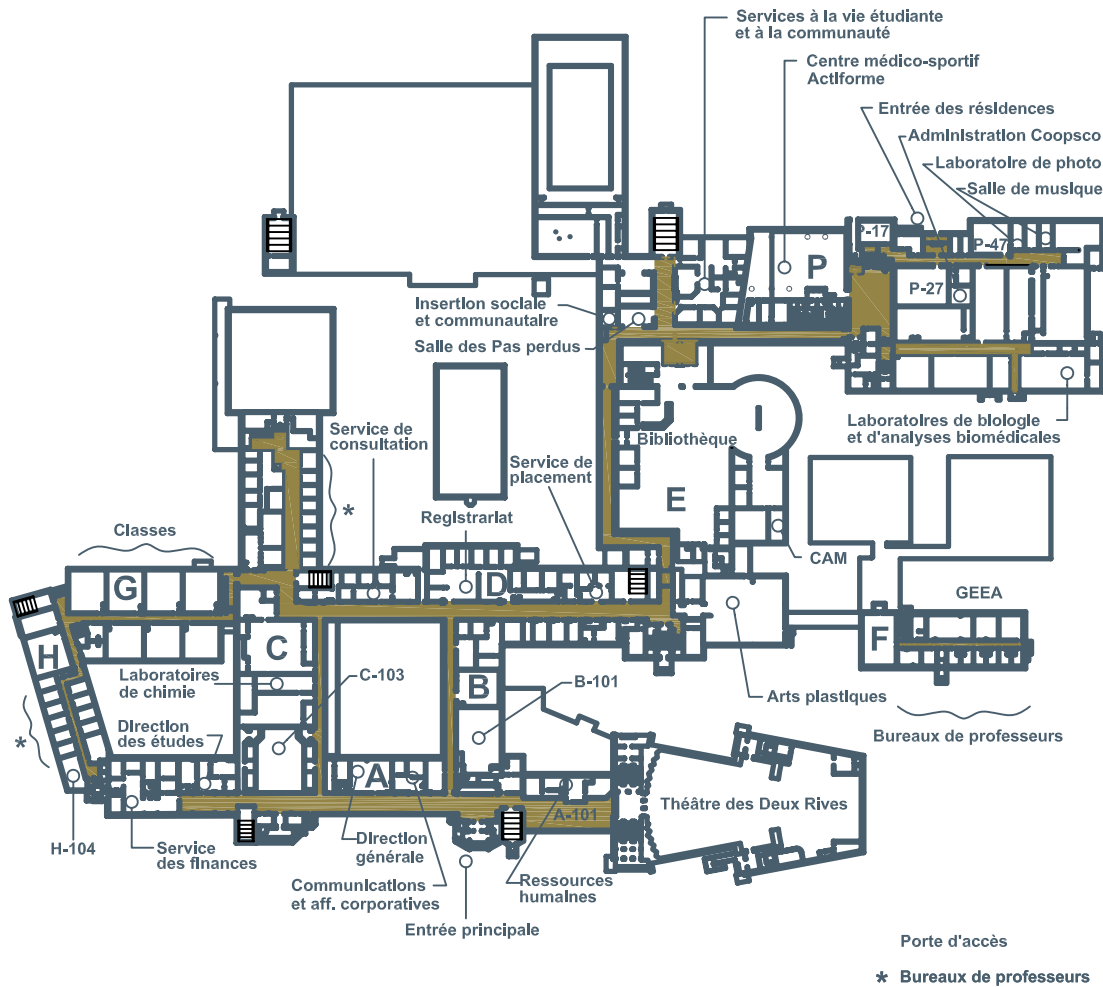 Services à la vie étudiante
et à la communauté
Centre médico-sportif
Actiforme
Entrée des résidences
Administration Coopsco
Laboratoire de photo
Salle de musique
P-17
P-47
P
P-27
Insertion sociale
et communautaire
Salle des Pas perdus
Laboratoires de biologie
et d'analyses biomédicales
Service de
consultation
Bibliothèque
I
Service de
placement
E
*
Registrariat
Classes
CAM
G
D
GEEA
H
C
F
Laboratoires
de chimie
C-103
B
B-101
Arts plastiques
*
Direction
des études
Bureaux de professeurs
A
Théâtre des Deux Rives
A-101
H-104
Service
des finances
Direction
générale
Communications
et aff. corporatives
Ressources
humaines
Entrée principale
Porte d'accès
* Bureaux de professeurs